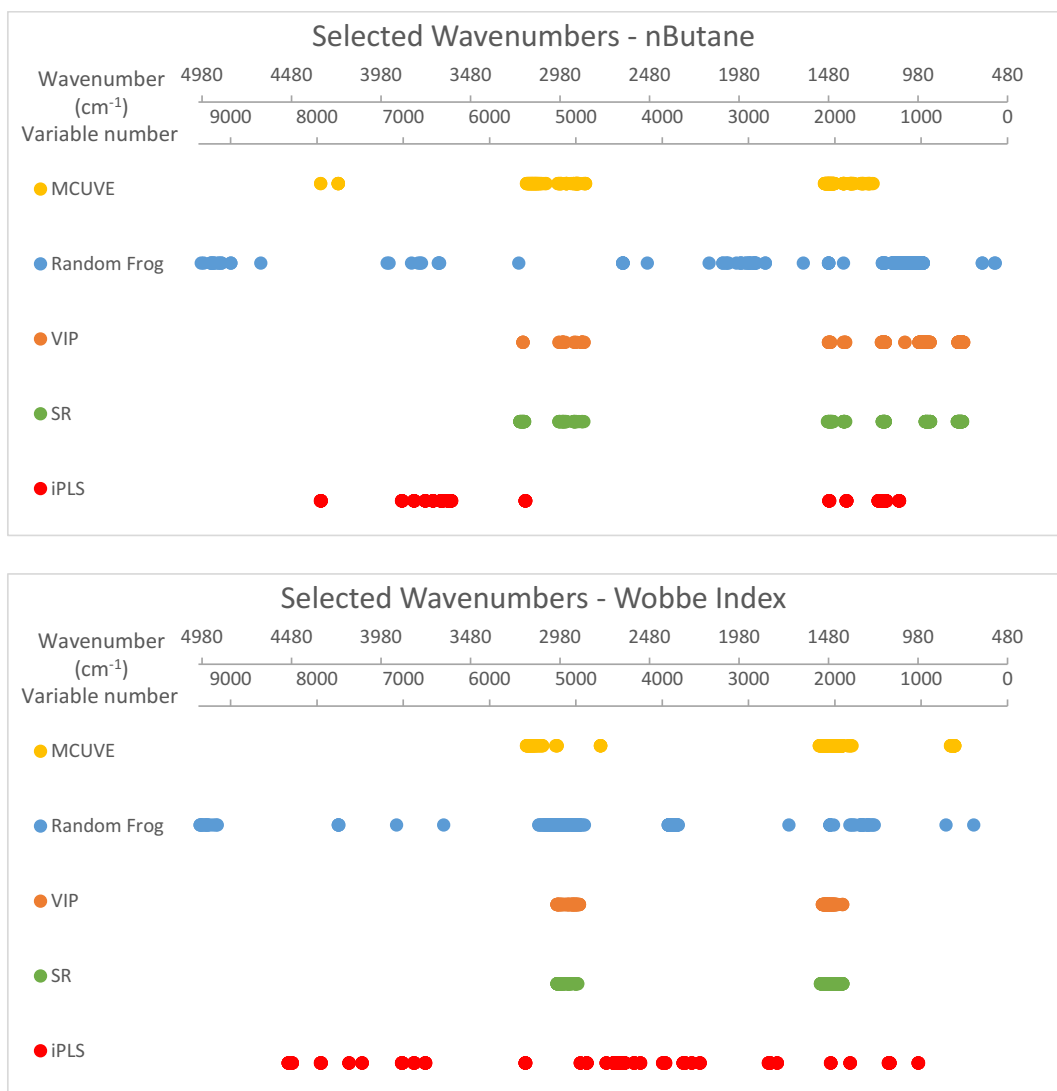 Selected Wavenumbers - nButane
4980 4480 3980 3480 2980 2480 1980 1480 980 480
Wavenumber
(cm-1)
9000 8000 7000 6000 5000 4000 3000 2000 1000 0
Variable number
MCUVE
Random Frog
VIP
SR
iPLS
Selected Wavenumbers - Wobbe Index
4980 4480 3980 3480 2980 2480 1980 1480 980 480
Wavenumber
(cm-1)
9000 8000 7000 6000 5000 4000 3000 2000 1000 0
Variable number
MCUVE
Random Frog
VIP
SR
iPLS